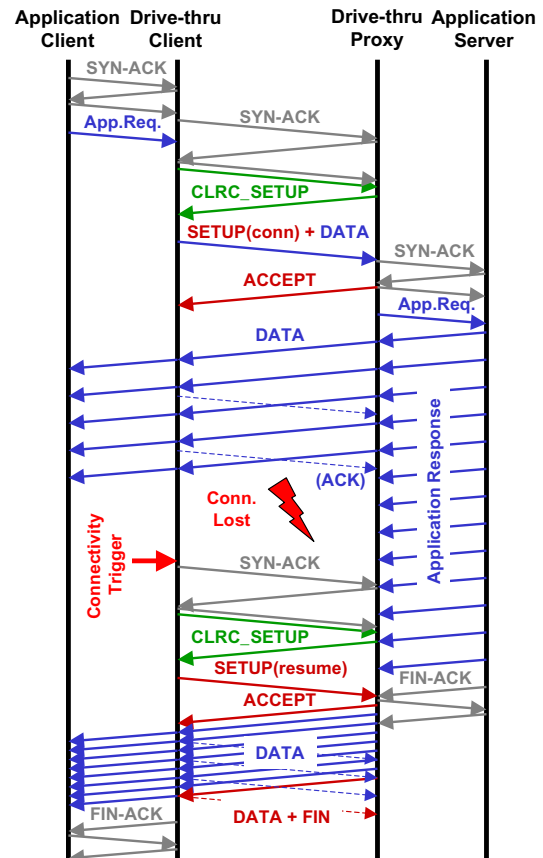 Application Drive-thru Drive-thru Application
Client Client Proxy Server
SYN-ACK
App.Req.
SYN-ACK
CLRC_SETUP
SETUP(conn) + DATA
SYN-ACK
ACCEPT
App.Req.
DATA
Application Response
(ACK)
Conn.
Lost
Connectivity
Trigger
SYN-ACK
CLRC_SETUP
SETUP(resume)
FIN-ACK
ACCEPT
DATA
FIN-ACK
DATA + FIN